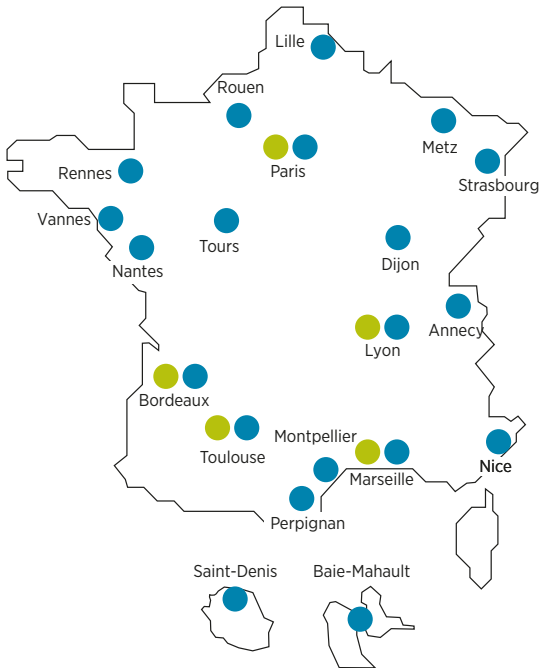 Lille
Rouen
Metz
Paris
Strasbourg
Rennes
Vannes
Tours
Nantes
Dijon
Annecy
Lyon
Bordeaux
Montpellier
Toulouse
Nice
Marseille
Perpignan
Saint-Denis
Baie-Mahault